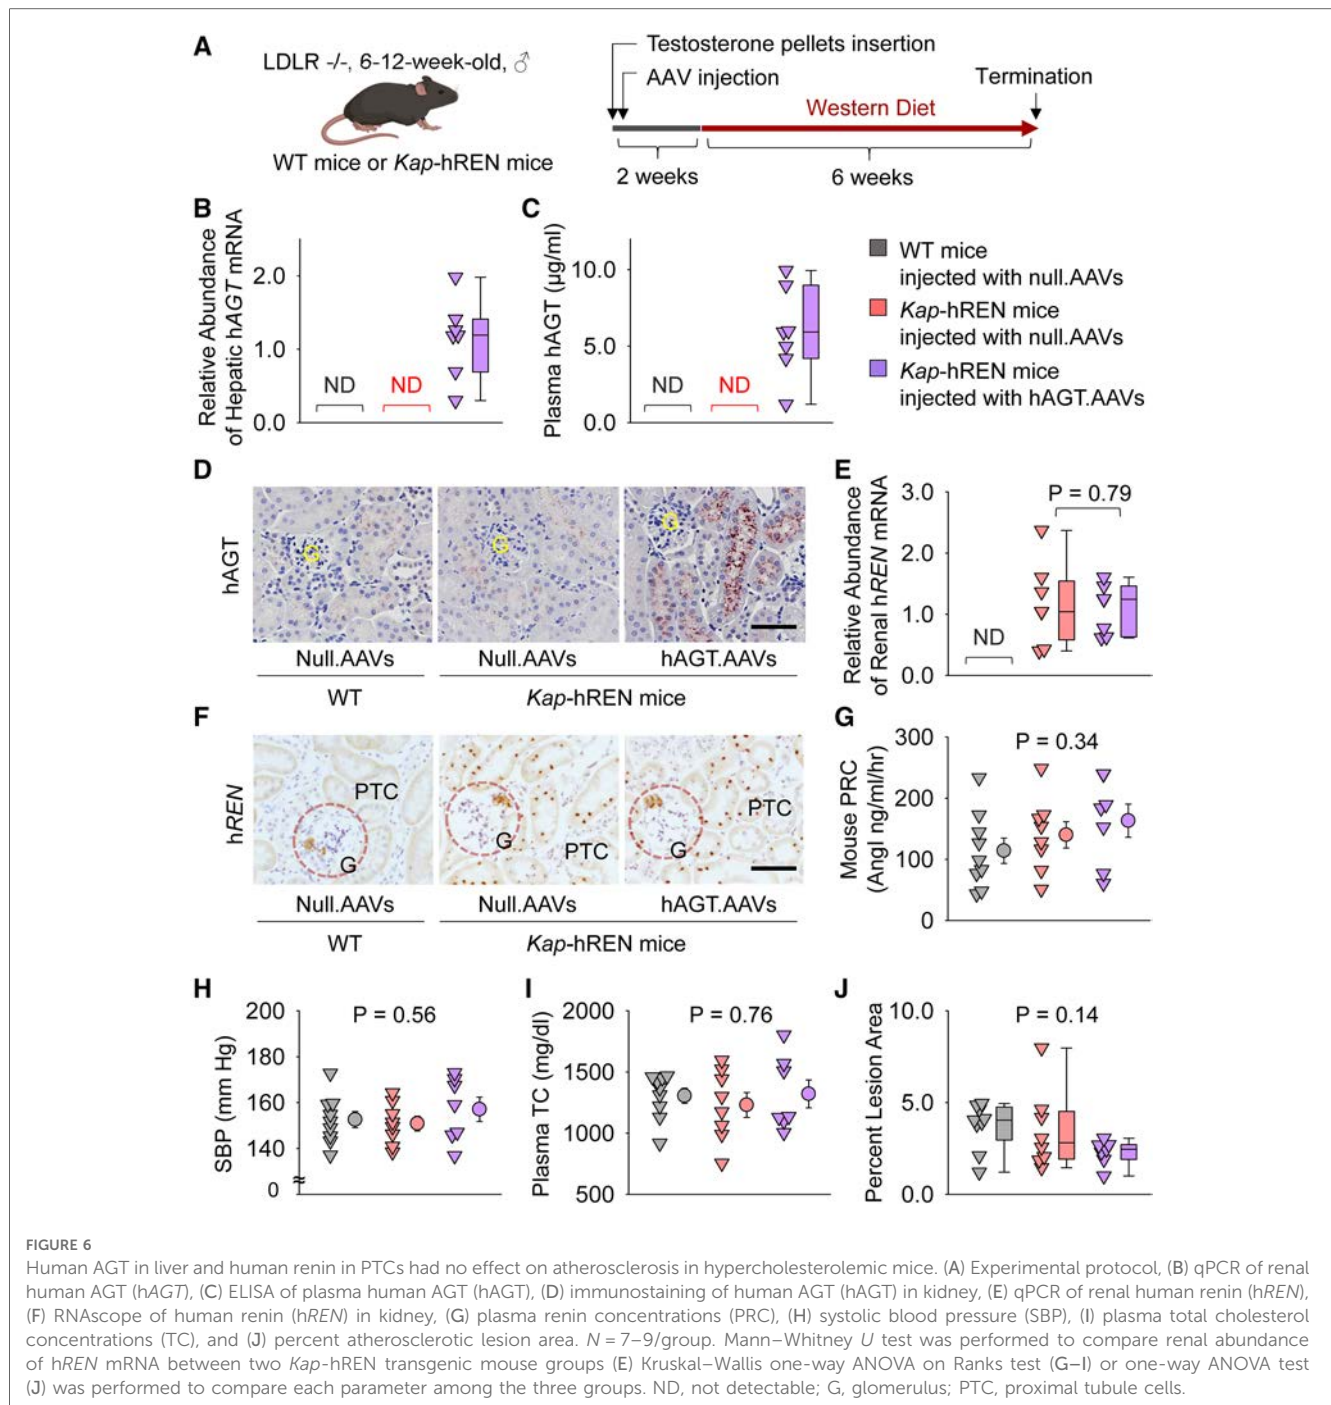 A
LDLR -/-, 6-12-week-old, ♂
WT mice or Kap-hREN mice
Testosterone pellets insertion
AAV injection
Termination
Western Diet
2 weeks
6 weeks
B
Relative Abundance
of Hepatic hAGT mRNA
2.0
1.0
0.0
ND
ND
C
Plasma hAGT (µg/ml)
10.0
5.0
0.0
ND
ND
WT mice
injected with null.AAVs
Kap-hREN mice
injected with null.AAVs
Kap-hREN mice
injected with hAGT.AAVs
D
hAGT
G
G
G
Null.AAVs
Null.AAVs
hAGT.AAVs
WT
Kap-hREN mice
E
Relative Abundance
of Renal hREN mRNA
3.0
2.0
1.0
0.0
ND
P = 0.79
F
hREN
PTC
G
G
PTC
G
PTC
Null.AAVs
Null.AAVs
hAGT.AAVs
WT
Kap-hREN mice
G
Mouse PRC
(AngI ng/ml/hr)
300
200
100
0
P = 0.34
H
SBP (mm Hg)
200
180
160
140
0
P = 0.56
I
Plasma TC (mg/dl)
2000
1500
1000
500
P = 0.76
J
Percent Lesion Area
10.0
5.0
0.0
P = 0.14
FIGURE 6
Human AGT in liver and human renin in PTCs had no effect on atherosclerosis in hypercholesterolemic mice. (A) Experimental protocol, (B) qPCR of renal
human AGT (hAGT), (C) ELISA of plasma human AGT (hAGT), (D) immunostaining of human AGT (hAGT) in kidney, (E) qPCR of renal human renin (hREN),
(F) RNAscope of human renin (hREN) in kidney, (G) plasma renin concentrations (PRC), (H) systolic blood pressure (SBP), (I) plasma total cholesterol
concentrations (TC), and (J) percent atherosclerotic lesion area. N = 7–9/group. Mann–Whitney U test was performed to compare renal abundance
of hREN mRNA between two Kap-hREN transgenic mouse groups (E) Kruskal–Wallis one-way ANOVA on Ranks test (G–I) or one-way ANOVA test
(J) was performed to compare each parameter among the three groups. ND, not detectable; G, glomerulus; PTC, proximal tubule cells.